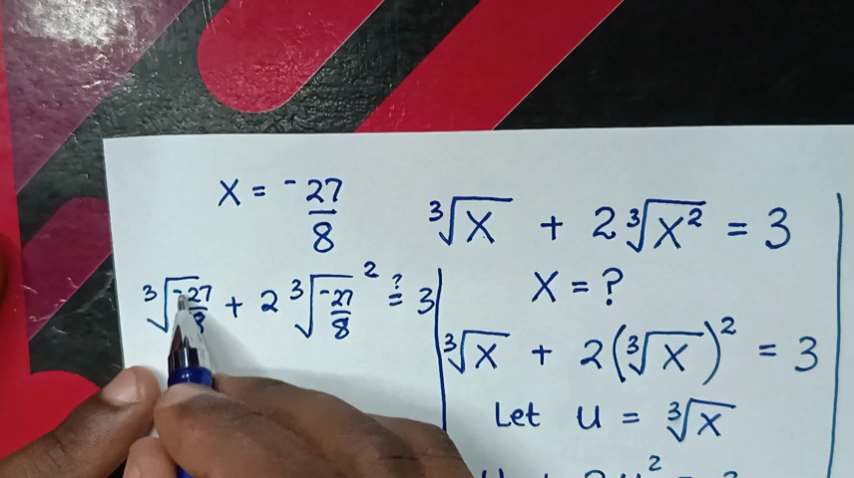 x = -27/8
∛(-27/8) + 2 ∛(-27/8)² ≟ 3
∛x + 2∛x² = 3
x = ?
∛x + 2(∛x)² = 3
Let u = ∛x